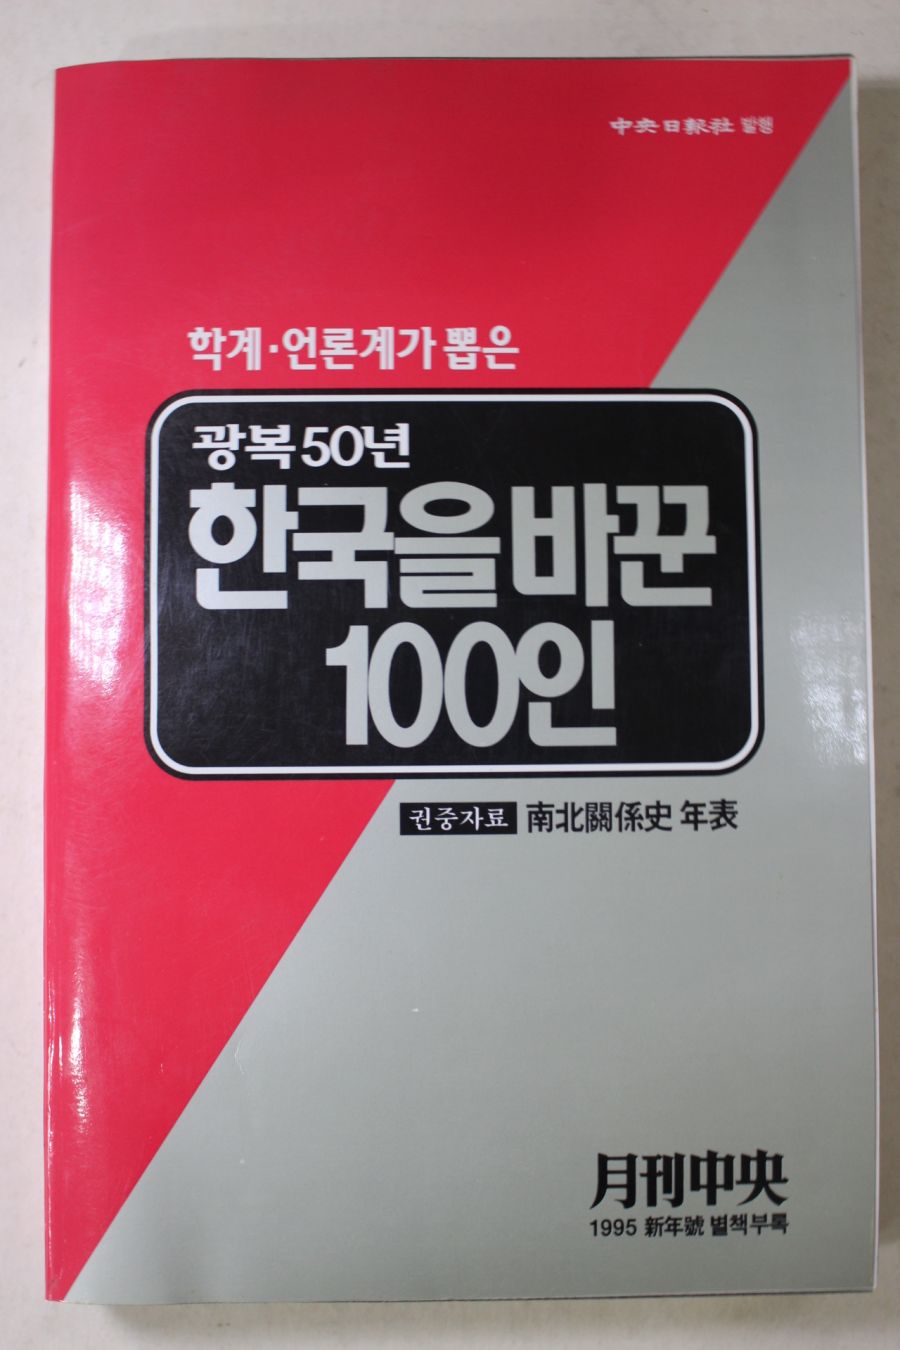 中央日報社 발행
학계·언론계가 뽑은
광복 50년
한국을 바꾼
100인
권중자료 南北關係史 年表
月刊中央
1995 新年號 별책부록